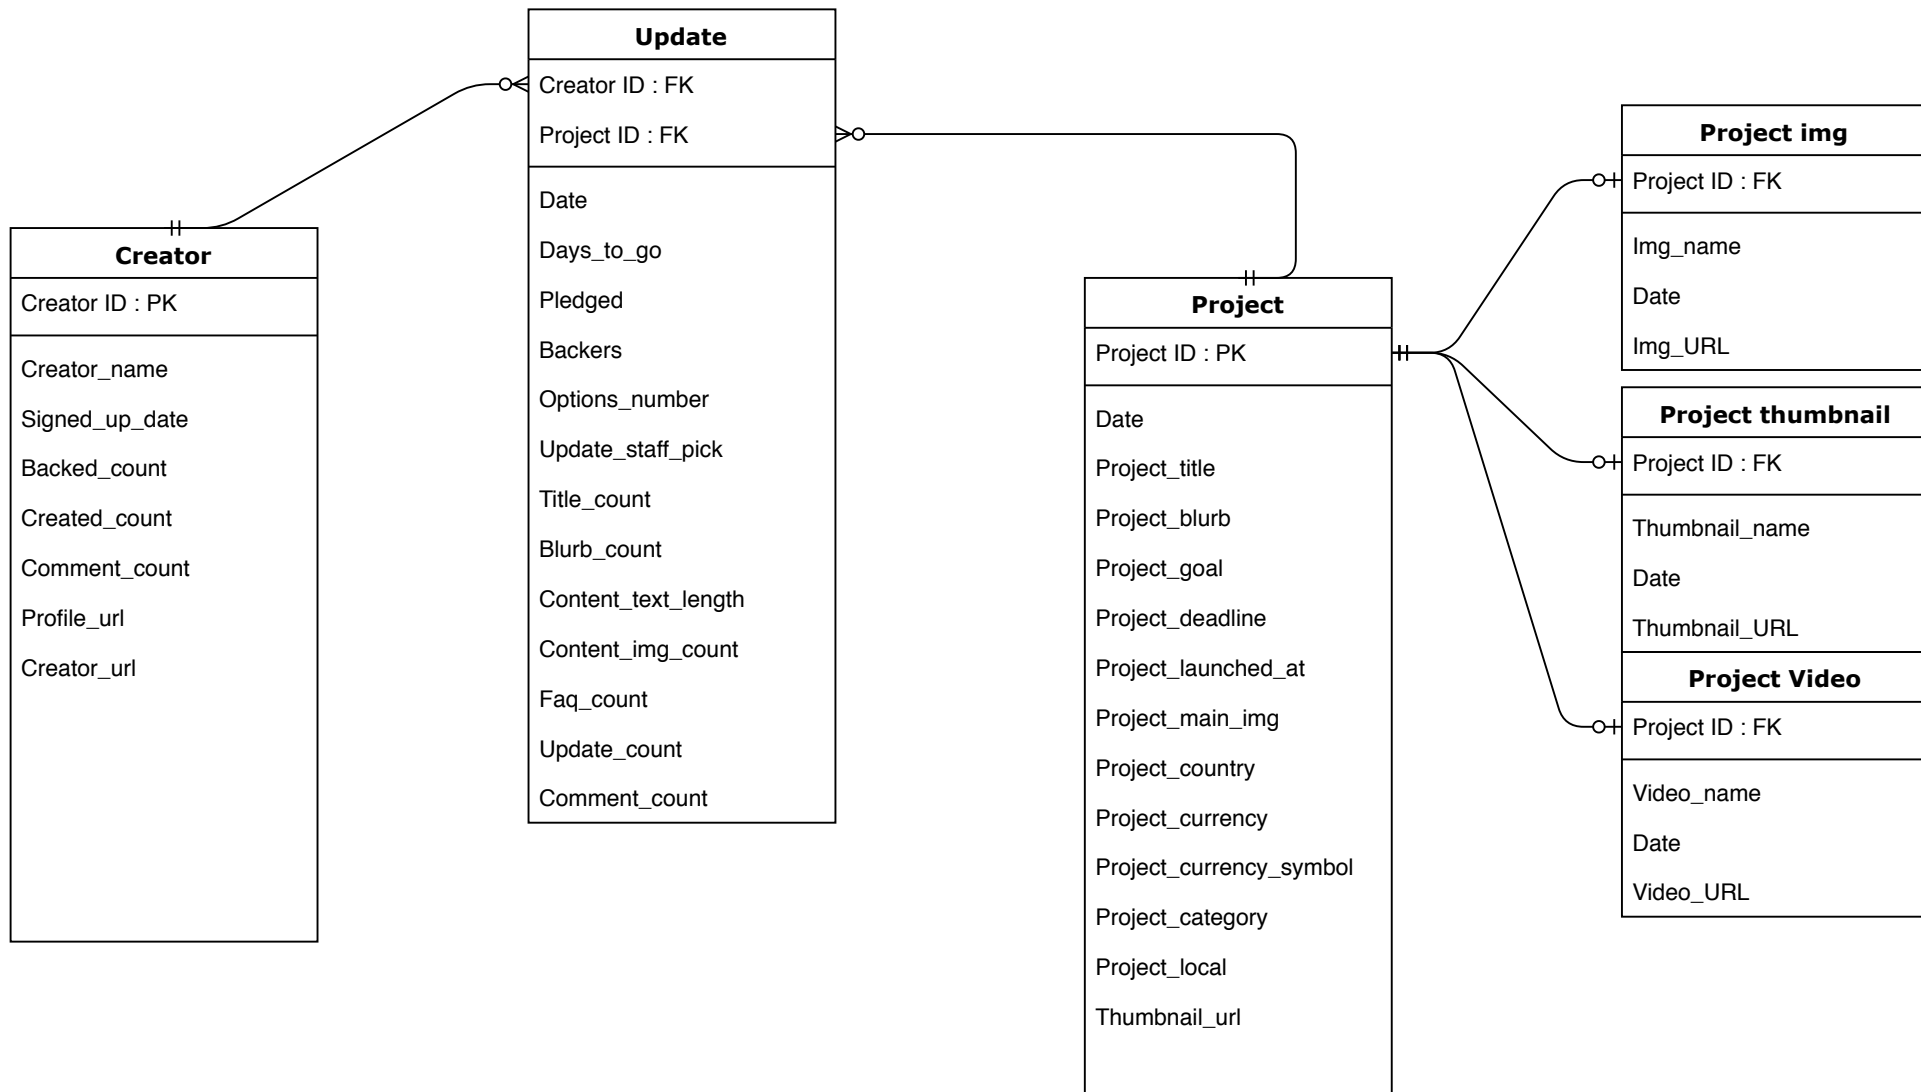 Update
Creator ID : FK
Project ID : FK
Date
Days_to_go
Pledged
Backers
Options_number
Update_staff_pick
Title_count
Blurb_count
Content_text_length
Content_img_count
Faq_count
Update_count
Comment_count
Creator
Creator ID : PK
Creator_name
Signed_up_date
Backed_count
Created_count
Comment_count
Profile_url
Creator_url
Project
Project ID : PK
Date
Project_title
Project_blurb
Project_goal
Project_deadline
Project_launched_at
Project_main_img
Project_country
Project_currency
Project_currency_symbol
Project_category
Project_local
Thumbnail_url
Project img
Project ID : FK
Img_name
Date
Img_URL
Project thumbnail
Project ID : FK
Thumbnail_name
Date
Thumbnail_URL
Project Video
Project ID : FK
Video_name
Date
Video_URL